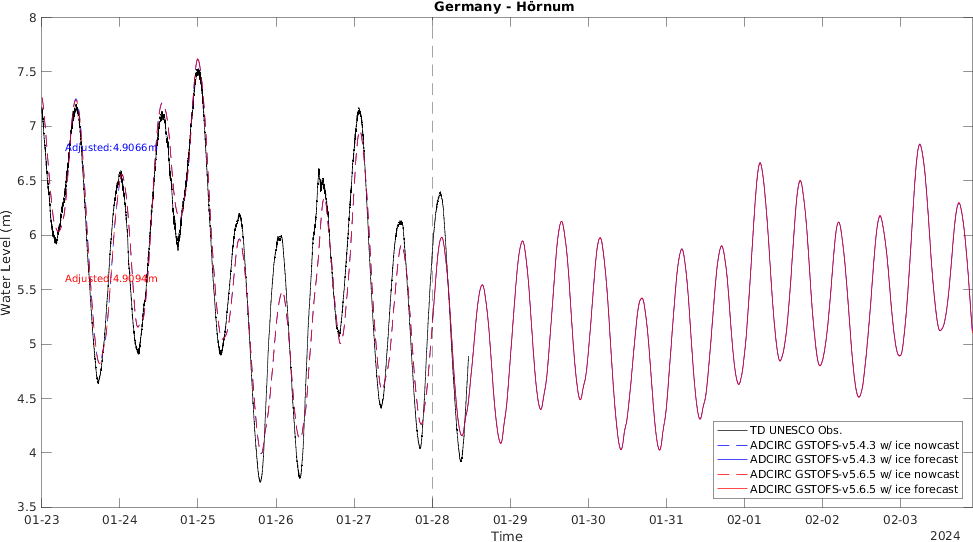 Germany - Hörnum
8
7.5
7
6.5
6
5.5
5
4.5
4
3.5
Water Level (m)
Adjusted:4.9066m
Adjusted:4.9094m
TD UNESCO Obs.
ADCIRC GSTOFS-v5.4.3 w/ ice nowcast
ADCIRC GSTOFS-v5.4.3 w/ ice forecast
ADCIRC GSTOFS-v5.6.5 w/ ice nowcast
ADCIRC GSTOFS-v5.6.5 w/ ice forecast
01-23 01-24 01-25 01-26 01-27 01-28 01-29 01-30 01-31 02-01 02-02 02-03
Time
2024